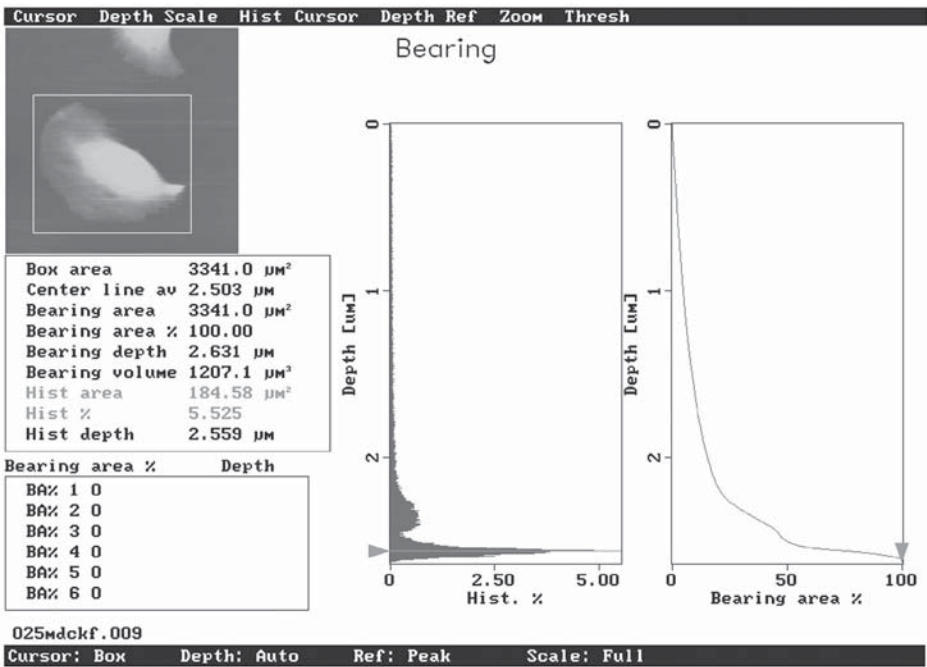 Cursor Depth Scale Hist Cursor Depth Ref Zoom Thresh
Bearing
Box area 3341.0 µm²
Center line av 2.503 µm
Bearing area 3341.0 µm²
Bearing area % 100.00
Bearing depth 2.631 µm
Bearing volume 1207.1 µm³
Hist area 184.58 µm²
Hist % 5.525
Hist depth 2.559 µm
Bearing area % Depth
BA% 1 0
BA% 2 0
BA% 3 0
BA% 4 0
BA% 5 0
BA% 6 0
0
1
2
Depth [µm]
0 2.50 5.00
Hist. %
0
1
2
Depth [µm]
0 50 100
Bearing area %
025mdckf.009
Cursor: Box Depth: Auto Ref: Peak Scale: Full